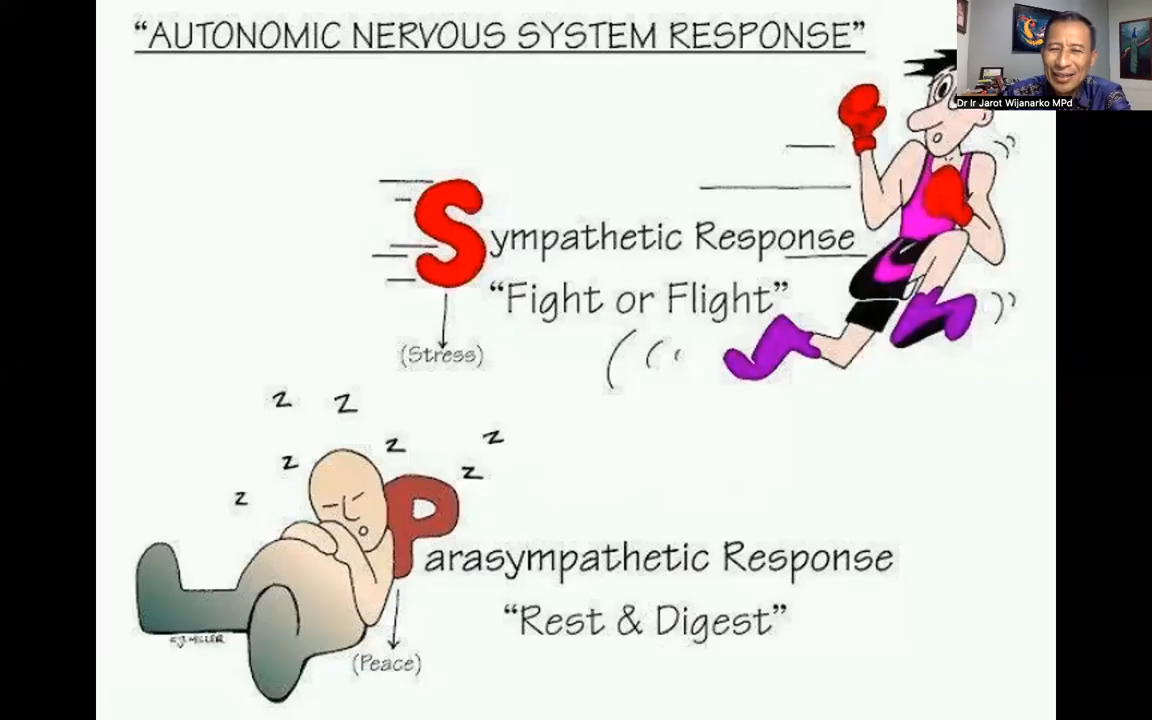 “AUTONOMIC NERVOUS SYSTEM RESPONSE”
Dr Ir Jarot Wijanarko MPd
Sympathetic Response
“Fight or Flight”
(Stress)
z z
z z
z z
z
Parasympathetic Response
“Rest & Digest”
(Peace)